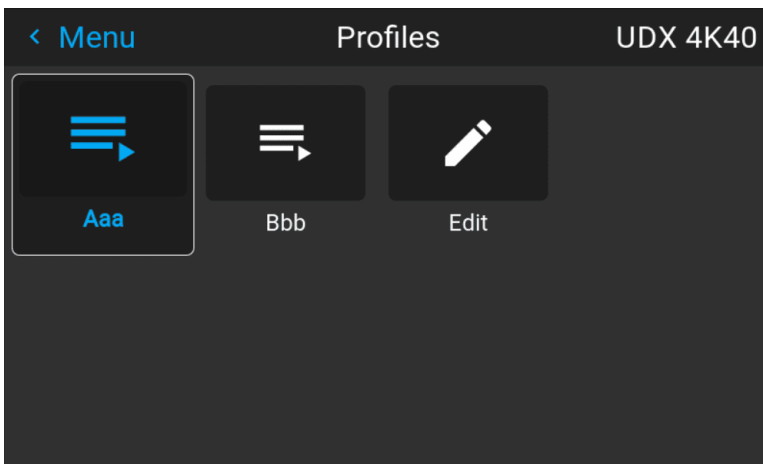 Menu
Profiles
UDX 4K40
Aaa
Bbb
Edit